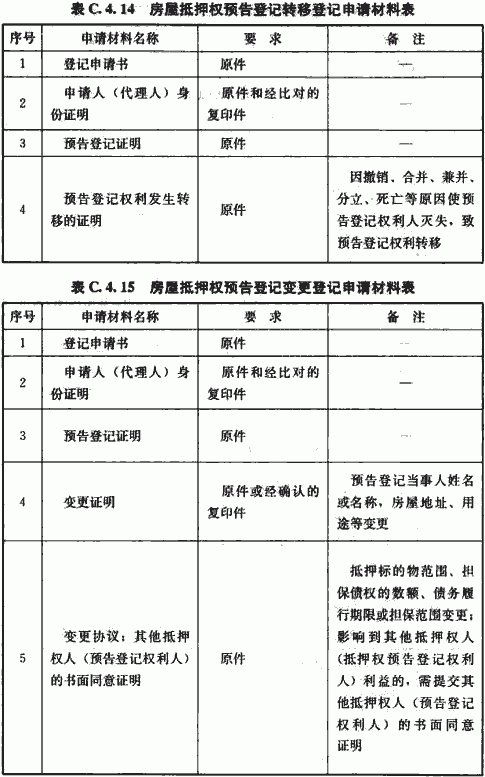 表 C.4.14 房屋抵押权预告登记转移登记申请材料表
序号 申请材料名称 要 求 备 注
1 登记申请书 原件 —
2 申请人（代理人）身份证明 原件和经比对的复印件 —
3 预告登记证明 原件 —
4 预告登记权利发生转移的证明 原件 因撤销、合并、兼并、分立、死亡等原因使预告登记权利人灭失，致预告登记权利转移
表 C.4.15 房屋抵押权预告登记变更登记申请材料表
序号 申请材料名称 要 求 备 注
1 登记申请书 原件 —
2 申请人（代理人）身份证明 原件和经比对的复印件 —
3 预告登记证明 原件 —
4 变更证明 原件或经确认的复印件 预告登记当事人姓名或名称，房屋地址、用途等变更
5 变更协议；其他抵押权人（预告登记权利人）的书面同意证明 原件 抵押标的物范围、担保债权的数额、债务履行期限或担保范围变更；影响到其他抵押权人（抵押权预告登记权利人）利益的，需提交其他抵押权人（预告登记权利人）的书面同意证明